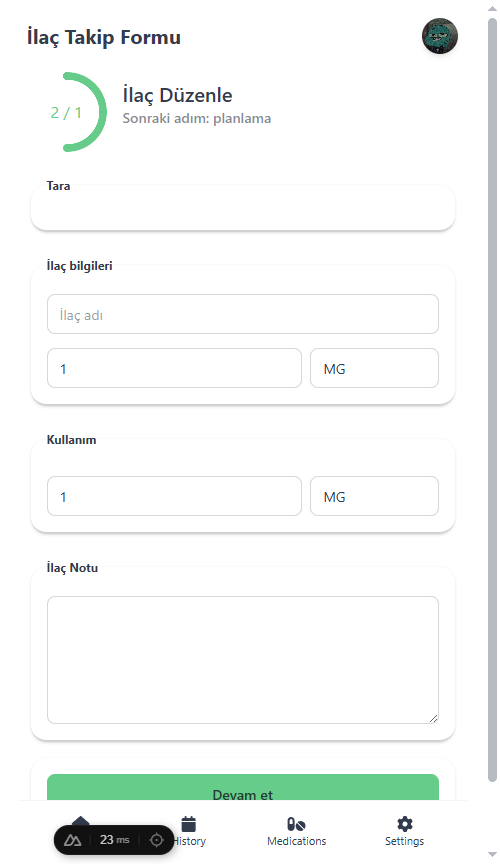 İlaç Takip Formu
2 / 1
İlaç Düzenle
Sonraki adım: planlama
Tara
İlaç bilgileri
İlaç adı
1
MG
Kullanım
1
MG
İlaç Notu
Devam et
23 ms
History
Medications
Settings